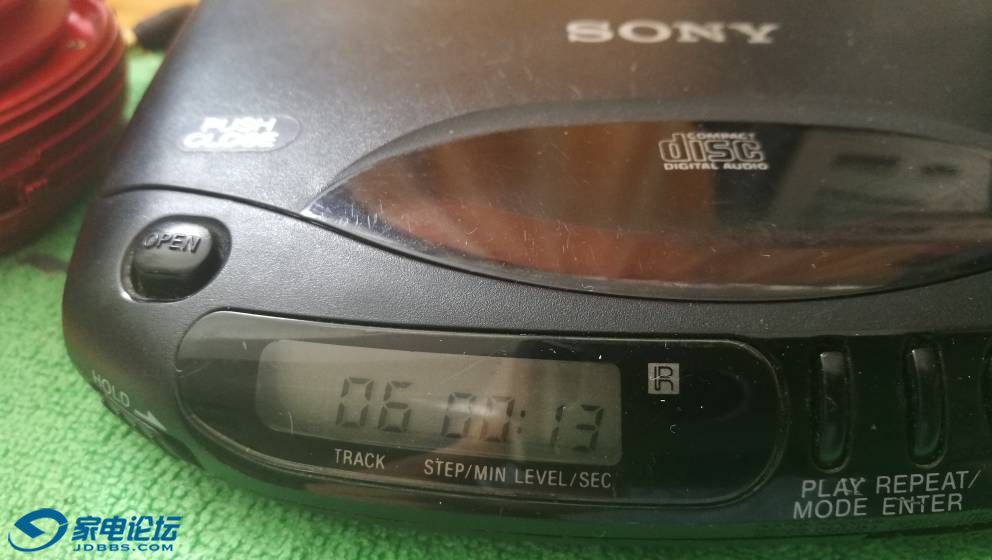 SONY
PUSH
CLOSE
COMPACT
disc
DIGITAL AUDIO
OPEN
HOLD
R
06 00:13
TRACK STEP/MIN LEVEL/SEC
PLAY REPEAT/
MODE ENTER
家电论坛
JDBBS.COM